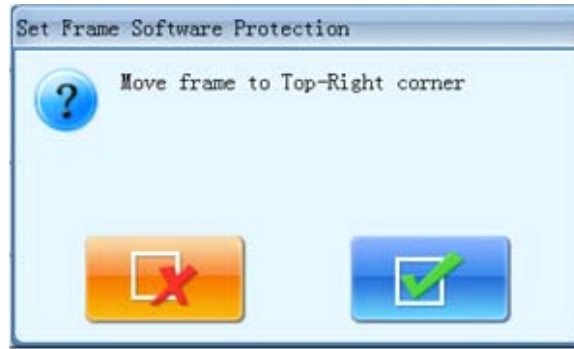 Set Frame Software Protection
?
Move frame to Top-Right corner